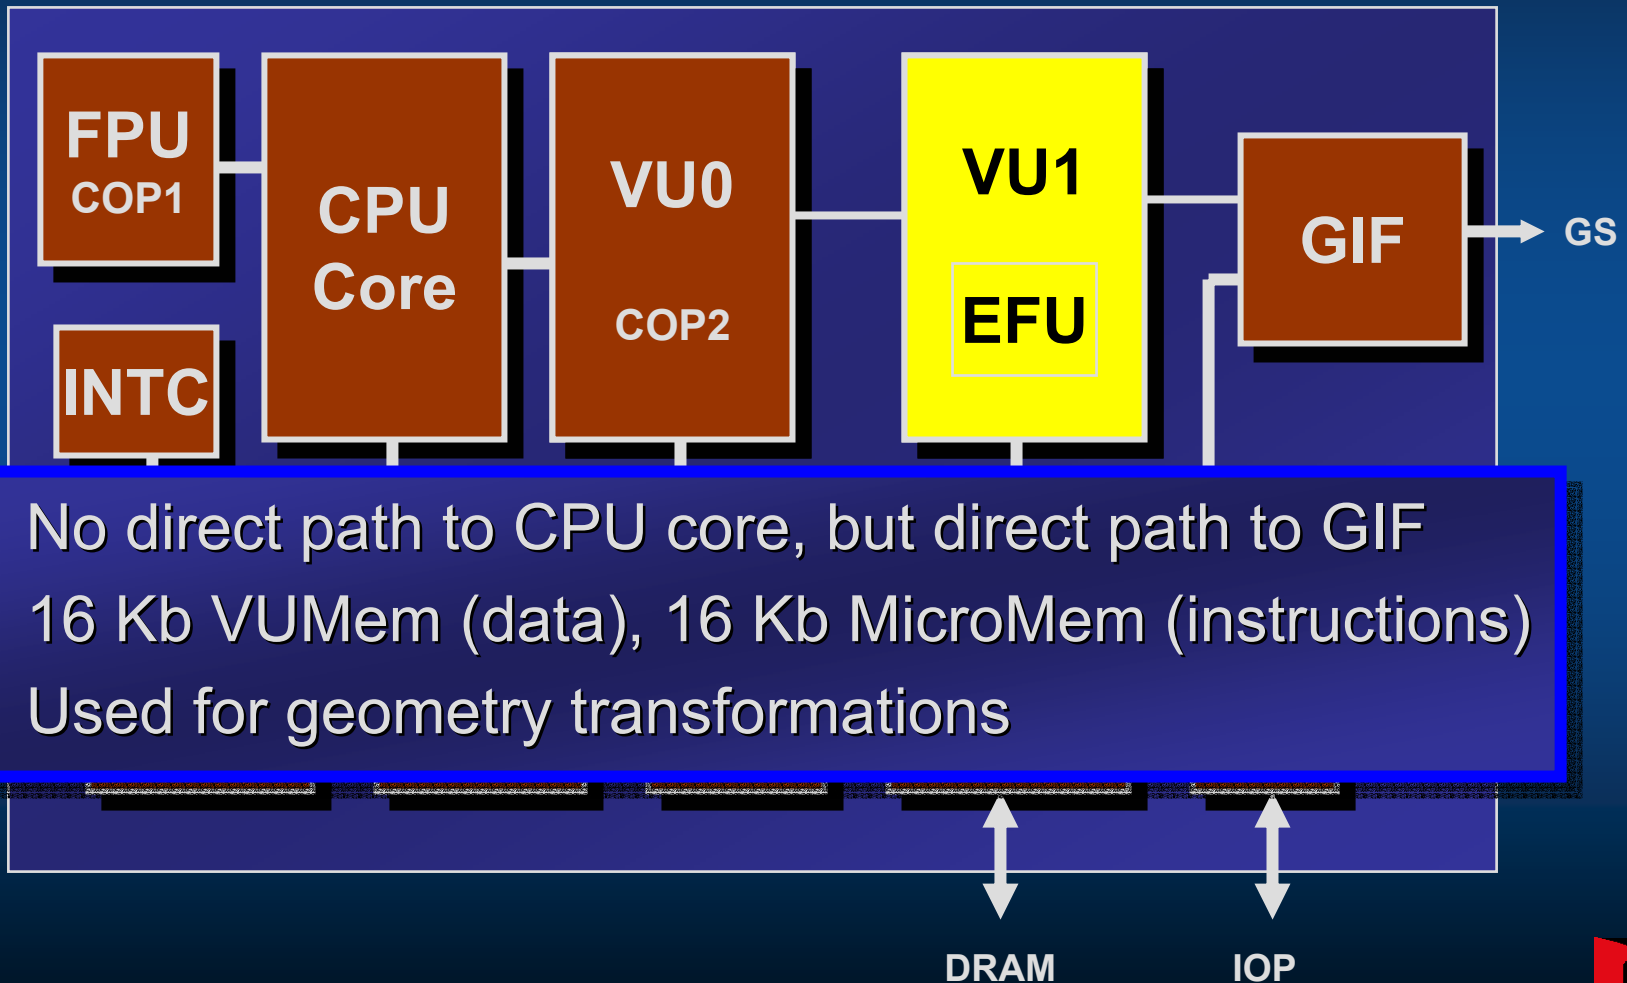 FPU
COP1
CPU
Core
VU0
COP2
VU1
EFU
GIF
GS
INTC
No direct path to CPU core, but direct path to GIF
16 Kb VUMem (data), 16 Kb MicroMem (instructions)
Used for geometry transformations
DRAM
IOP